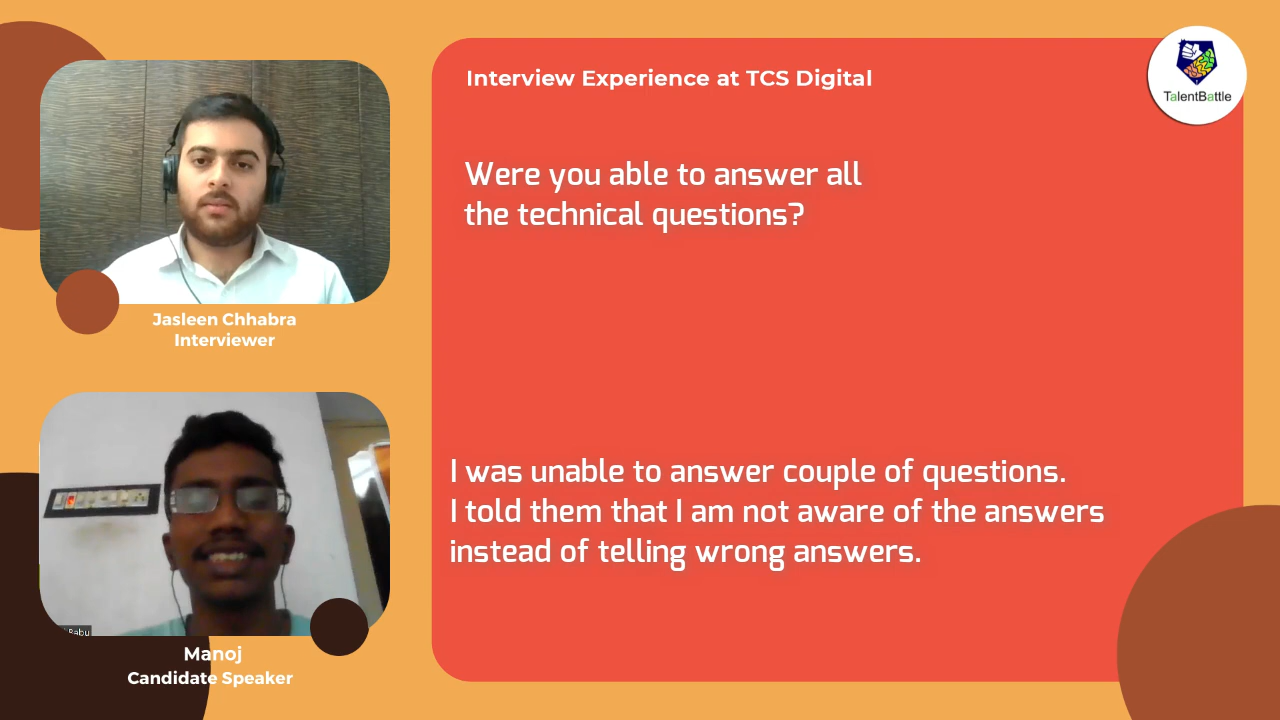 Interview Experience at TCS Digital
TalentBattle
Were you able to answer all
the technical questions?
Jasleen Chhabra
Interviewer
I was unable to answer couple of questions.
I told them that I am not aware of the answers
instead of telling wrong answers.
Babu
Manoj
Candidate Speaker